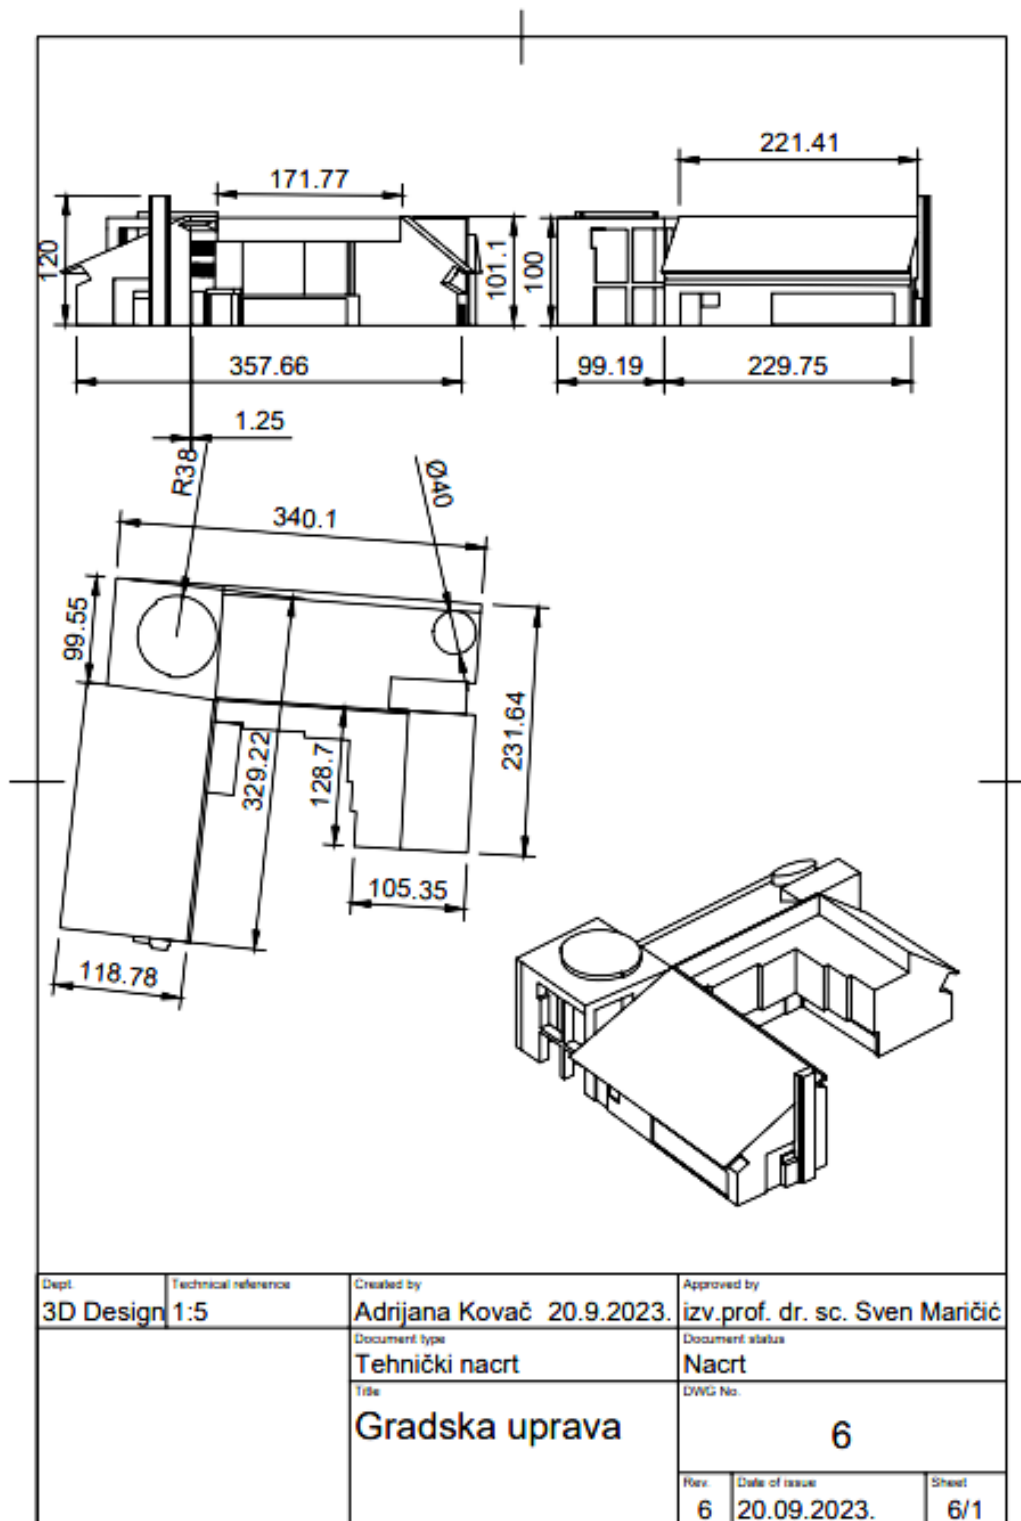 221.41
171.77
120
101.1
100
357.66
99.19
229.75
1.25
R38
Ø40
340.1
99.55
329.22
128.7
231.64
105.35
118.78
Dept. Technical reference Created by Approved by
3D Design 1:5 Adrijana Kovač 20.9.2023. izv.prof. dr. sc. Sven Maričić
Document type Document status
Tehnički nacrt Nacrt
Title DWG No.
Gradska uprava 6
Rev. Date of issue Sheet
6 20.09.2023. 6/1